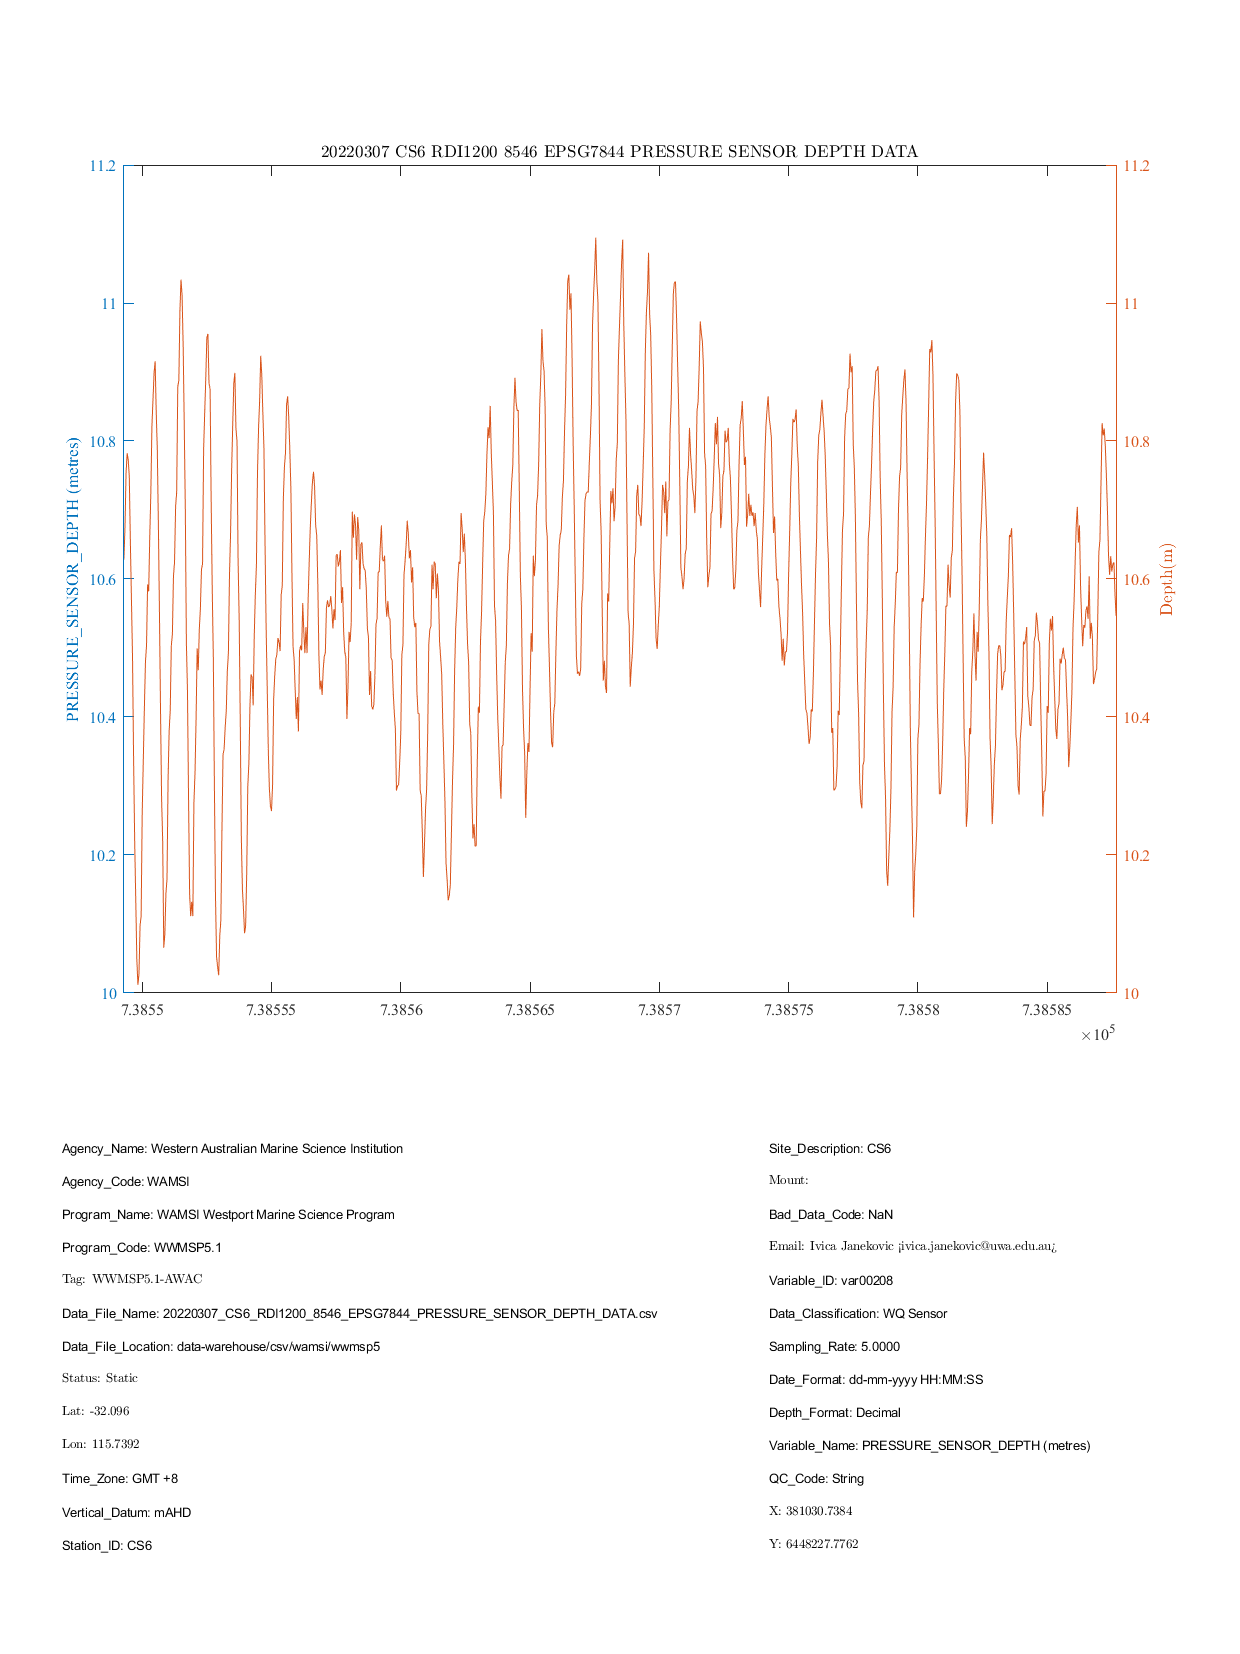 20220307 CS6 RDI1200 8546 EPSG7844 PRESSURE SENSOR DEPTH DATA
11.2
11
10.8
10.6
10.4
10.2
10
PRESSURE_SENSOR_DEPTH (metres)
11.2
11
10.8
10.6
10.4
10.2
10
Depth(m)
7.3855 7.38555 7.3856 7.38565 7.3857 7.38575 7.3858 7.38585
×10^5
Agency_Name: Western Australian Marine Science Institution
Agency_Code: WAMSI
Program_Name: WAMSI Westport Marine Science Program
Program_Code: WWMSP5.1
Tag: WWMSP5.1-AWAC
Data_File_Name: 20220307_CS6_RDI1200_8546_EPSG7844_PRESSURE_SENSOR_DEPTH_DATA.csv
Data_File_Location: data-warehouse/csv/wamsi/wwmsp5
Status: Static
Lat: -32.096
Lon: 115.7392
Time_Zone: GMT +8
Vertical_Datum: mAHD
Station_ID: CS6
Site_Description: CS6
Mount:
Bad_Data_Code: NaN
Email: Ivica Janekovic ¡ivica.janekovic@uwa.edu.au¿
Variable_ID: var00208
Data_Classification: WQ Sensor
Sampling_Rate: 5.0000
Date_Format: dd-mm-yyyy HH:MM:SS
Depth_Format: Decimal
Variable_Name: PRESSURE_SENSOR_DEPTH (metres)
QC_Code: String
X: 381030.7384
Y: 6448227.7762